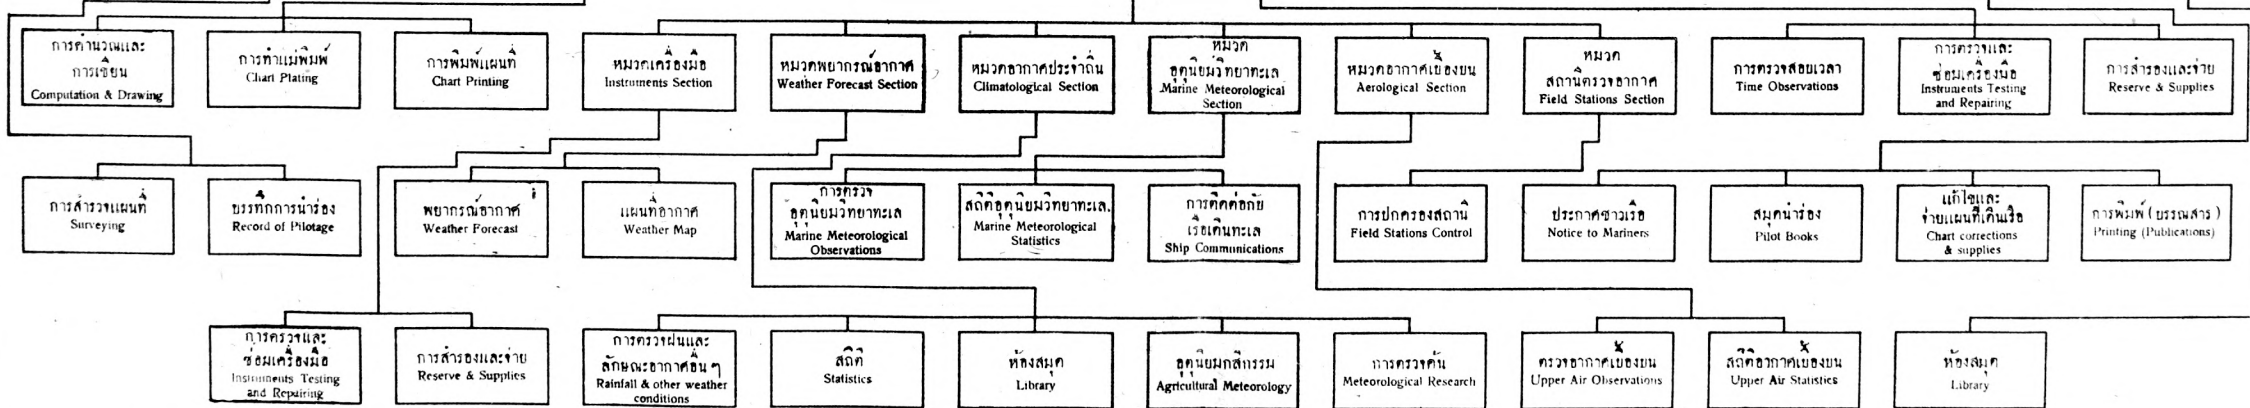 การคำนวณและ
การเขียน
Computation & Drawing
การทำแม่พิมพ์
Chart Plating
การพิมพ์แผนที่
Chart Printing
หมวดเครื่องมือ
Instruments Section
หมวดพยากรณ์อากาศ
Weather Forecast Section
หมวดอากาศประจำถิ่น
Climatological Section
หมวด
อุตุนิยมวิทยาทะเล
Marine Meteorological
Section
หมวดอากาศเบื้องบน
Aerological Section
หมวด
สถานีตรวจอากาศ
Field Stations Section
การตรวจสอบเวลา
Time Observations
การตรวจและ
ซ่อมเครื่องมือ
Instruments Testing
and Repairing
การสำรองและจ่าย
Reserve & Supplies
การสำรวจแผนที่
Surveying
บรรทึกการนำร่อง
Record of Pilotage
พยากรณ์อากาศ
Weather Forecast
แผนที่อากาศ
Weather Map
การตรวจ
อุตุนิยมวิทยาทะเล
Marine Meteorological
Observations
สถิติอุตุนิยมวิทยาทะเล.
Marine Meteorological
Statistics
การติดต่อกับ
เรือเดินทะเล
Ship Communications
การปกครองสถานี
Field Stations Control
ประกาศชาวเรือ
Notice to Mariners
สมุดนำร่อง
Pilot Books
แก้ไขและ
จ่ายแผนที่เดินเรือ
Chart corrections
& supplies
การพิมพ์ (บรรณสาร)
Printing (Publications)
การตรวจและ
ซ่อมเครื่องมือ
Instruments Testing
and Repairing
การสำรองและจ่าย
Reserve & Supplies
การตรวจฝนและ
ลักษณะอากาศอื่น ๆ
Rainfall & other weather
conditions
สถิติ
Statistics
ห้องสมุด
Library
อุตุนิยมกสิกรรม
Agricultural Meteorology
การตรวจค้น
Meteorological Research
ตรวจอากาศเบื้องบน
Upper Air Observations
สถิติอากาศเบื้องบน
Upper Air Statistics
ห้องสมุด
Library